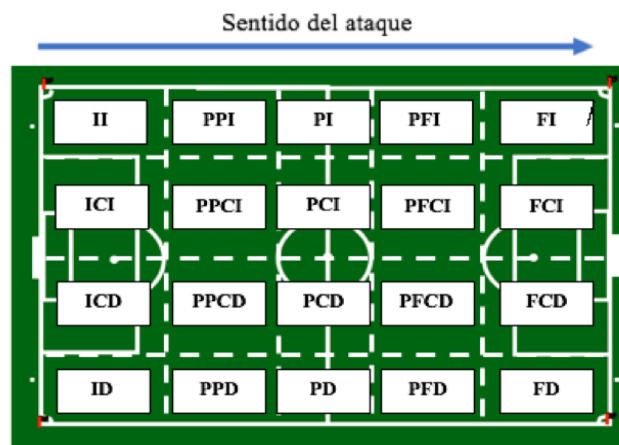 Sentido del ataque
II PPI PI PFI FI
ICI PPCI PCI PFCI FCI
ICD PPCD PCD PFCD FCD
ID PPD PD PFD FD